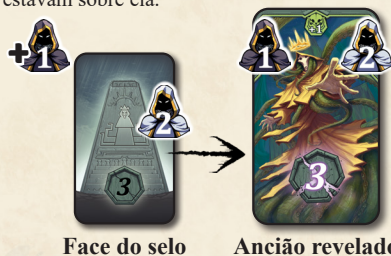 estavam sobre ela.
+1
2
3
+1
1
2
3
Face do selo
Ancião revelado